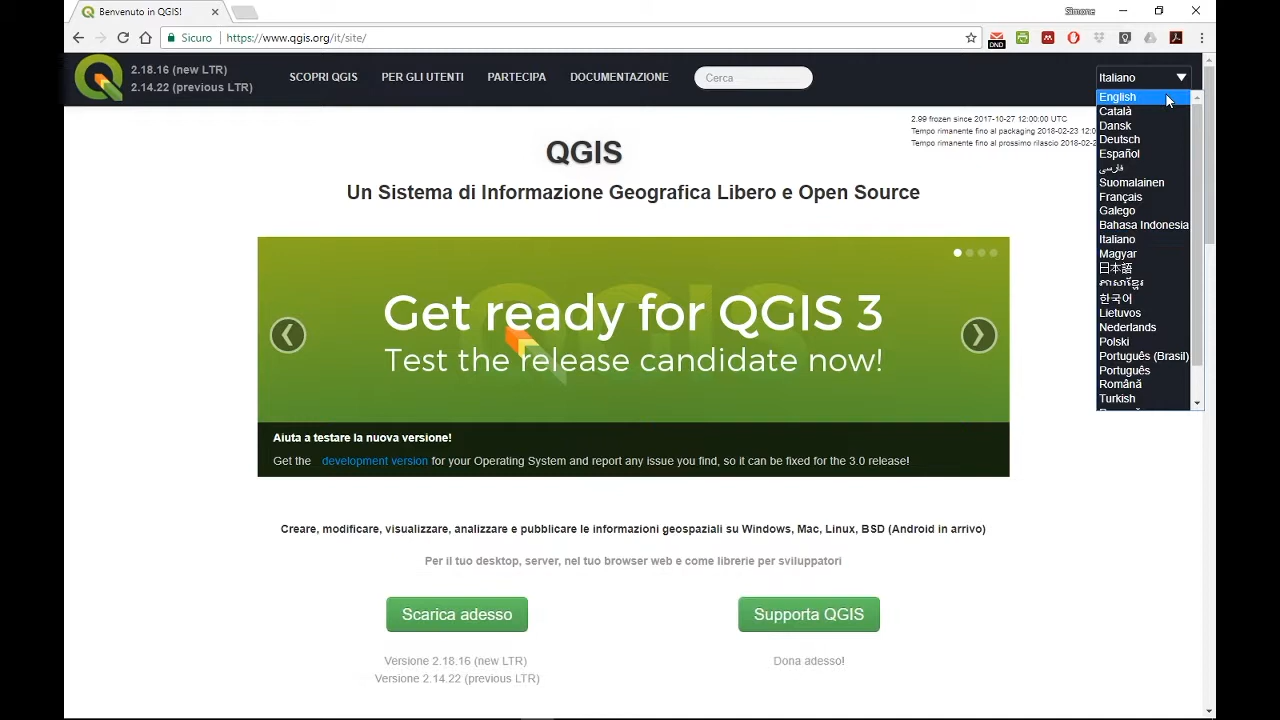 Benvenuto in QGIS!
Simone
Sicuro
https://www.qgis.org/it/site/
DND
2.18.16 (new LTR)
2.14.22 (previous LTR)
SCOPRI QGIS
PER GLI UTENTI
PARTECIPA
DOCUMENTAZIONE
Cerca
Italiano
English
Català
Dansk
Deutsch
Español
فارسی
Suomalainen
Français
Galego
Bahasa Indonesia
Italiano
Magyar
日本語
ភាសាខ្មែរ
한국어
Lietuvos
Nederlands
Polski
Português (Brasil)
Português
Română
Turkish
2.99 frozen since 2017-10-27 12:00:00 UTC
Tempo rimanente fino al packaging 2018-02-23 12:0
Tempo rimanente fino al prossimo rilascio 2018-02-
QGIS
Un Sistema di Informazione Geografica Libero e Open Source
Get ready for QGIS 3
Test the release candidate now!
Aiuta a testare la nuova versione!
Get the development version for your Operating System and report any issue you find, so it can be fixed for the 3.0 release!
Creare, modificare, visualizzare, analizzare e pubblicare le informazioni geospaziali su Windows, Mac, Linux, BSD (Android in arrivo)
Per il tuo desktop, server, nel tuo browser web e come librerie per sviluppatori
Scarica adesso
Supporta QGIS
Versione 2.18.16 (new LTR)
Versione 2.14.22 (previous LTR)
Dona adesso!